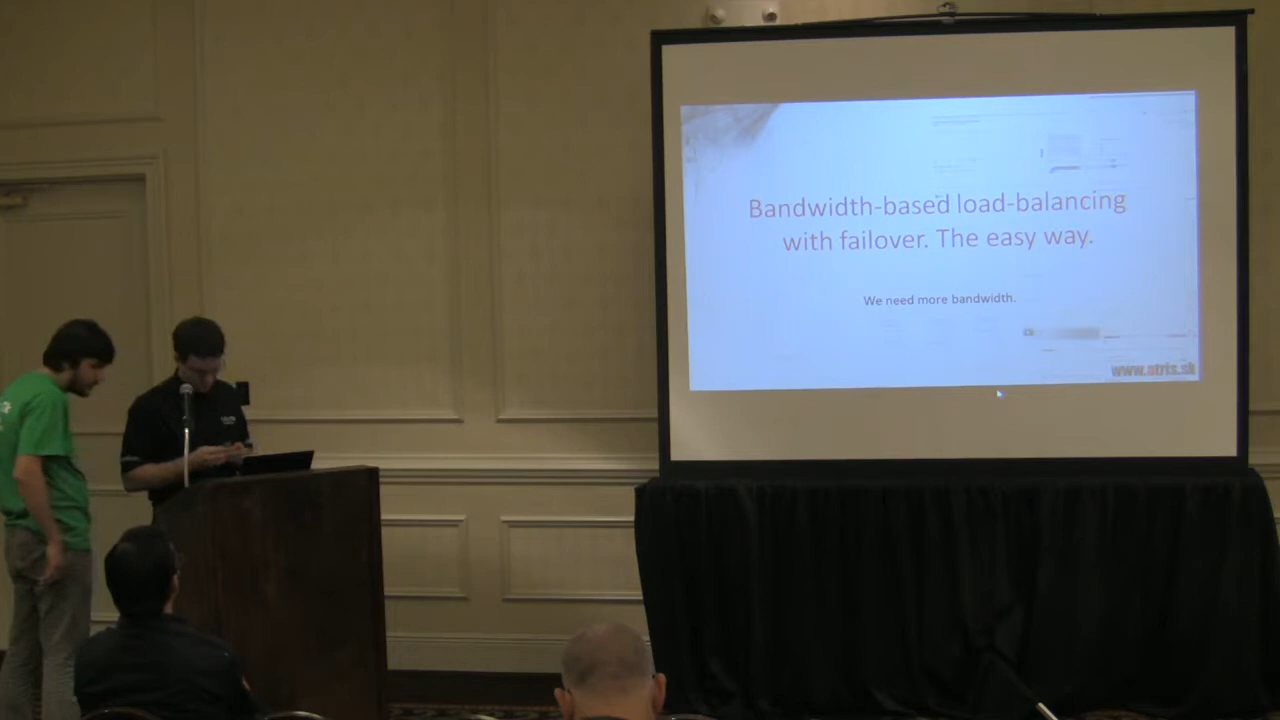 Bandwidth-based load-balancing
with failover. The easy way.
We need more bandwidth.
www.atris.sk